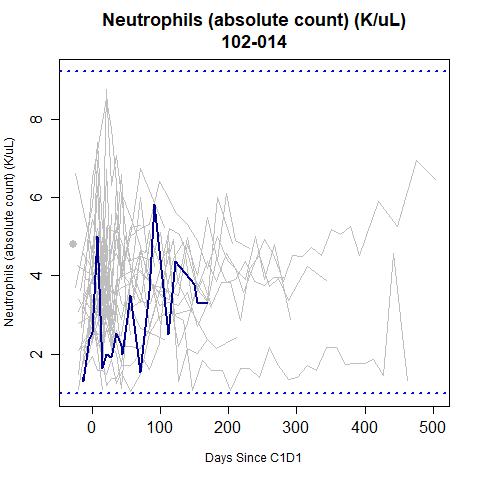 Neutrophils (absolute count) (K/uL)
102-014
Neutrophils (absolute count) (K/uL)
8
6
4
2
0 100 200 300 400 500
Days Since C1D1